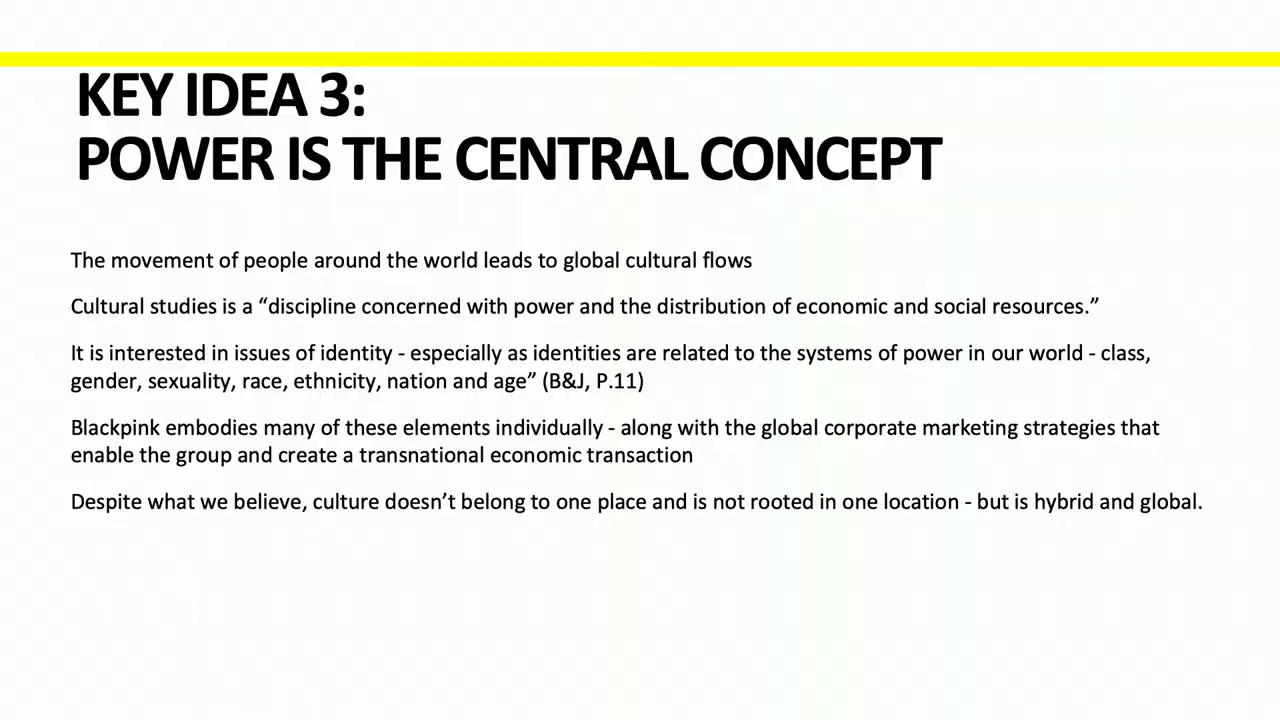 KEY IDEA 3:
POWER IS THE CENTRAL CONCEPT
The movement of people around the world leads to global cultural flows
Cultural studies is a “discipline concerned with power and the distribution of economic and social resources.”
It is interested in issues of identity - especially as identities are related to the systems of power in our world - class,
gender, sexuality, race, ethnicity, nation and age” (B&J, P.11)
Blackpink embodies many of these elements individually - along with the global corporate marketing strategies that
enable the group and create a transnational economic transaction
Despite what we believe, culture doesn’t belong to one place and is not rooted in one location - but is hybrid and global.